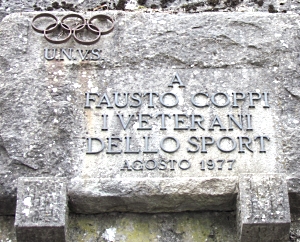 U.N.V.S.
A
FAUSTO COPPI
I VETERANI
DELLO SPORT
AGOSTO 1977